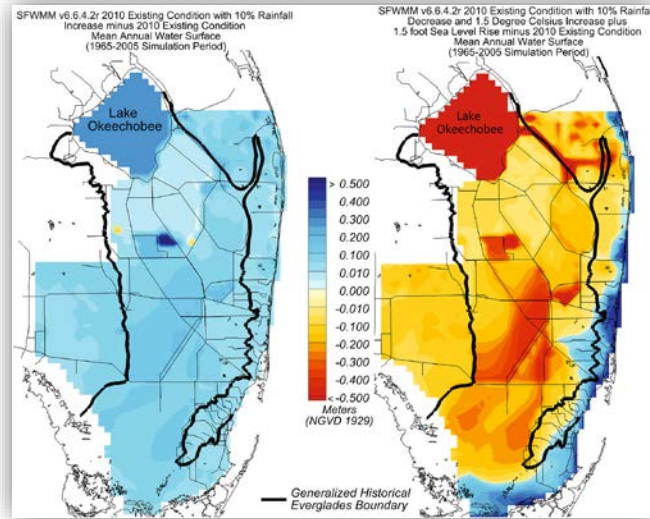 SFWMM v6.6.4.2r 2010 Existing Condition with 10% Rainfall
Increase minus 2010 Existing Condition
Mean Annual Water Surface
(1965-2005 Simulation Period)
Lake
Okeechobee
SFWMM v6.6.4.2r 2010 Existing Condition with 10% Rainfall
Decrease and 1.5 Degree Celsius Increase plus
1.5 foot Sea Level Rise minus 2010 Existing Condition
Mean Annual Water Surface
(1965-2005 Simulation Period)
Lake
Okeechobee
> 0.500
0.400
0.300
0.200
0.100
0.010
0.000
-0.010
-0.100
-0.200
-0.300
-0.400
< -0.500
Meters
(NGVD 1929)
Generalized Historical
Everglades Boundary